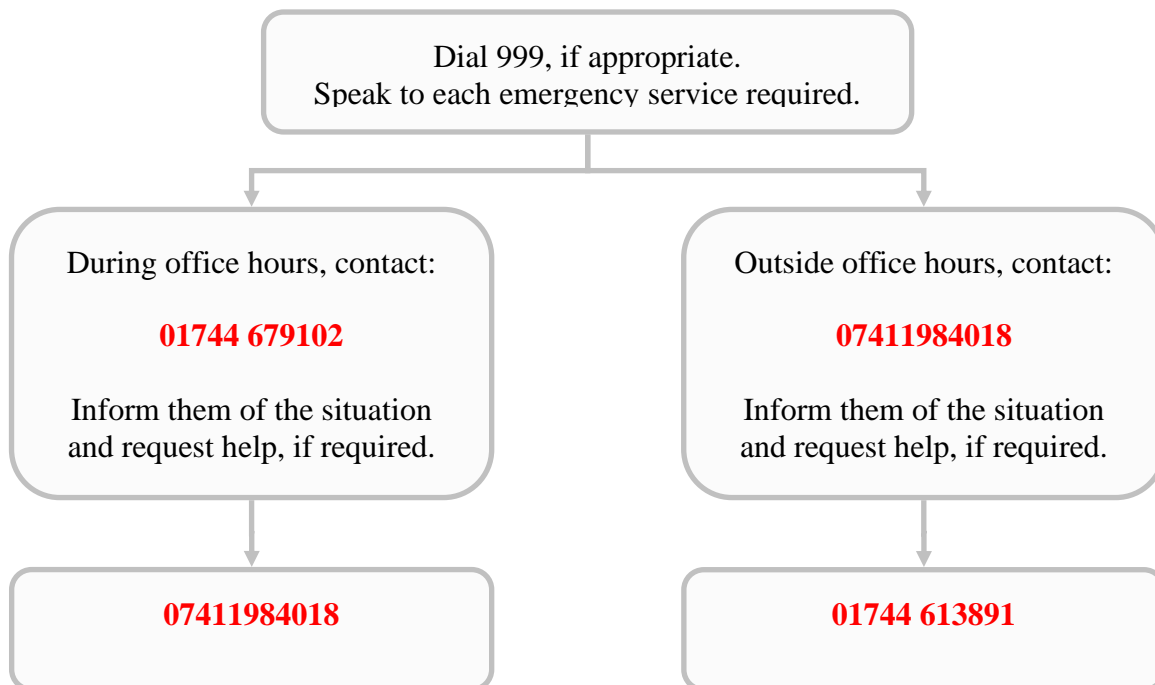 Dial 999, if appropriate.
Speak to each emergency service required.
During office hours, contact:
01744 679102
Inform them of the situation
and request help, if required.
Outside office hours, contact:
07411984018
Inform them of the situation
and request help, if required.
07411984018
01744 613891